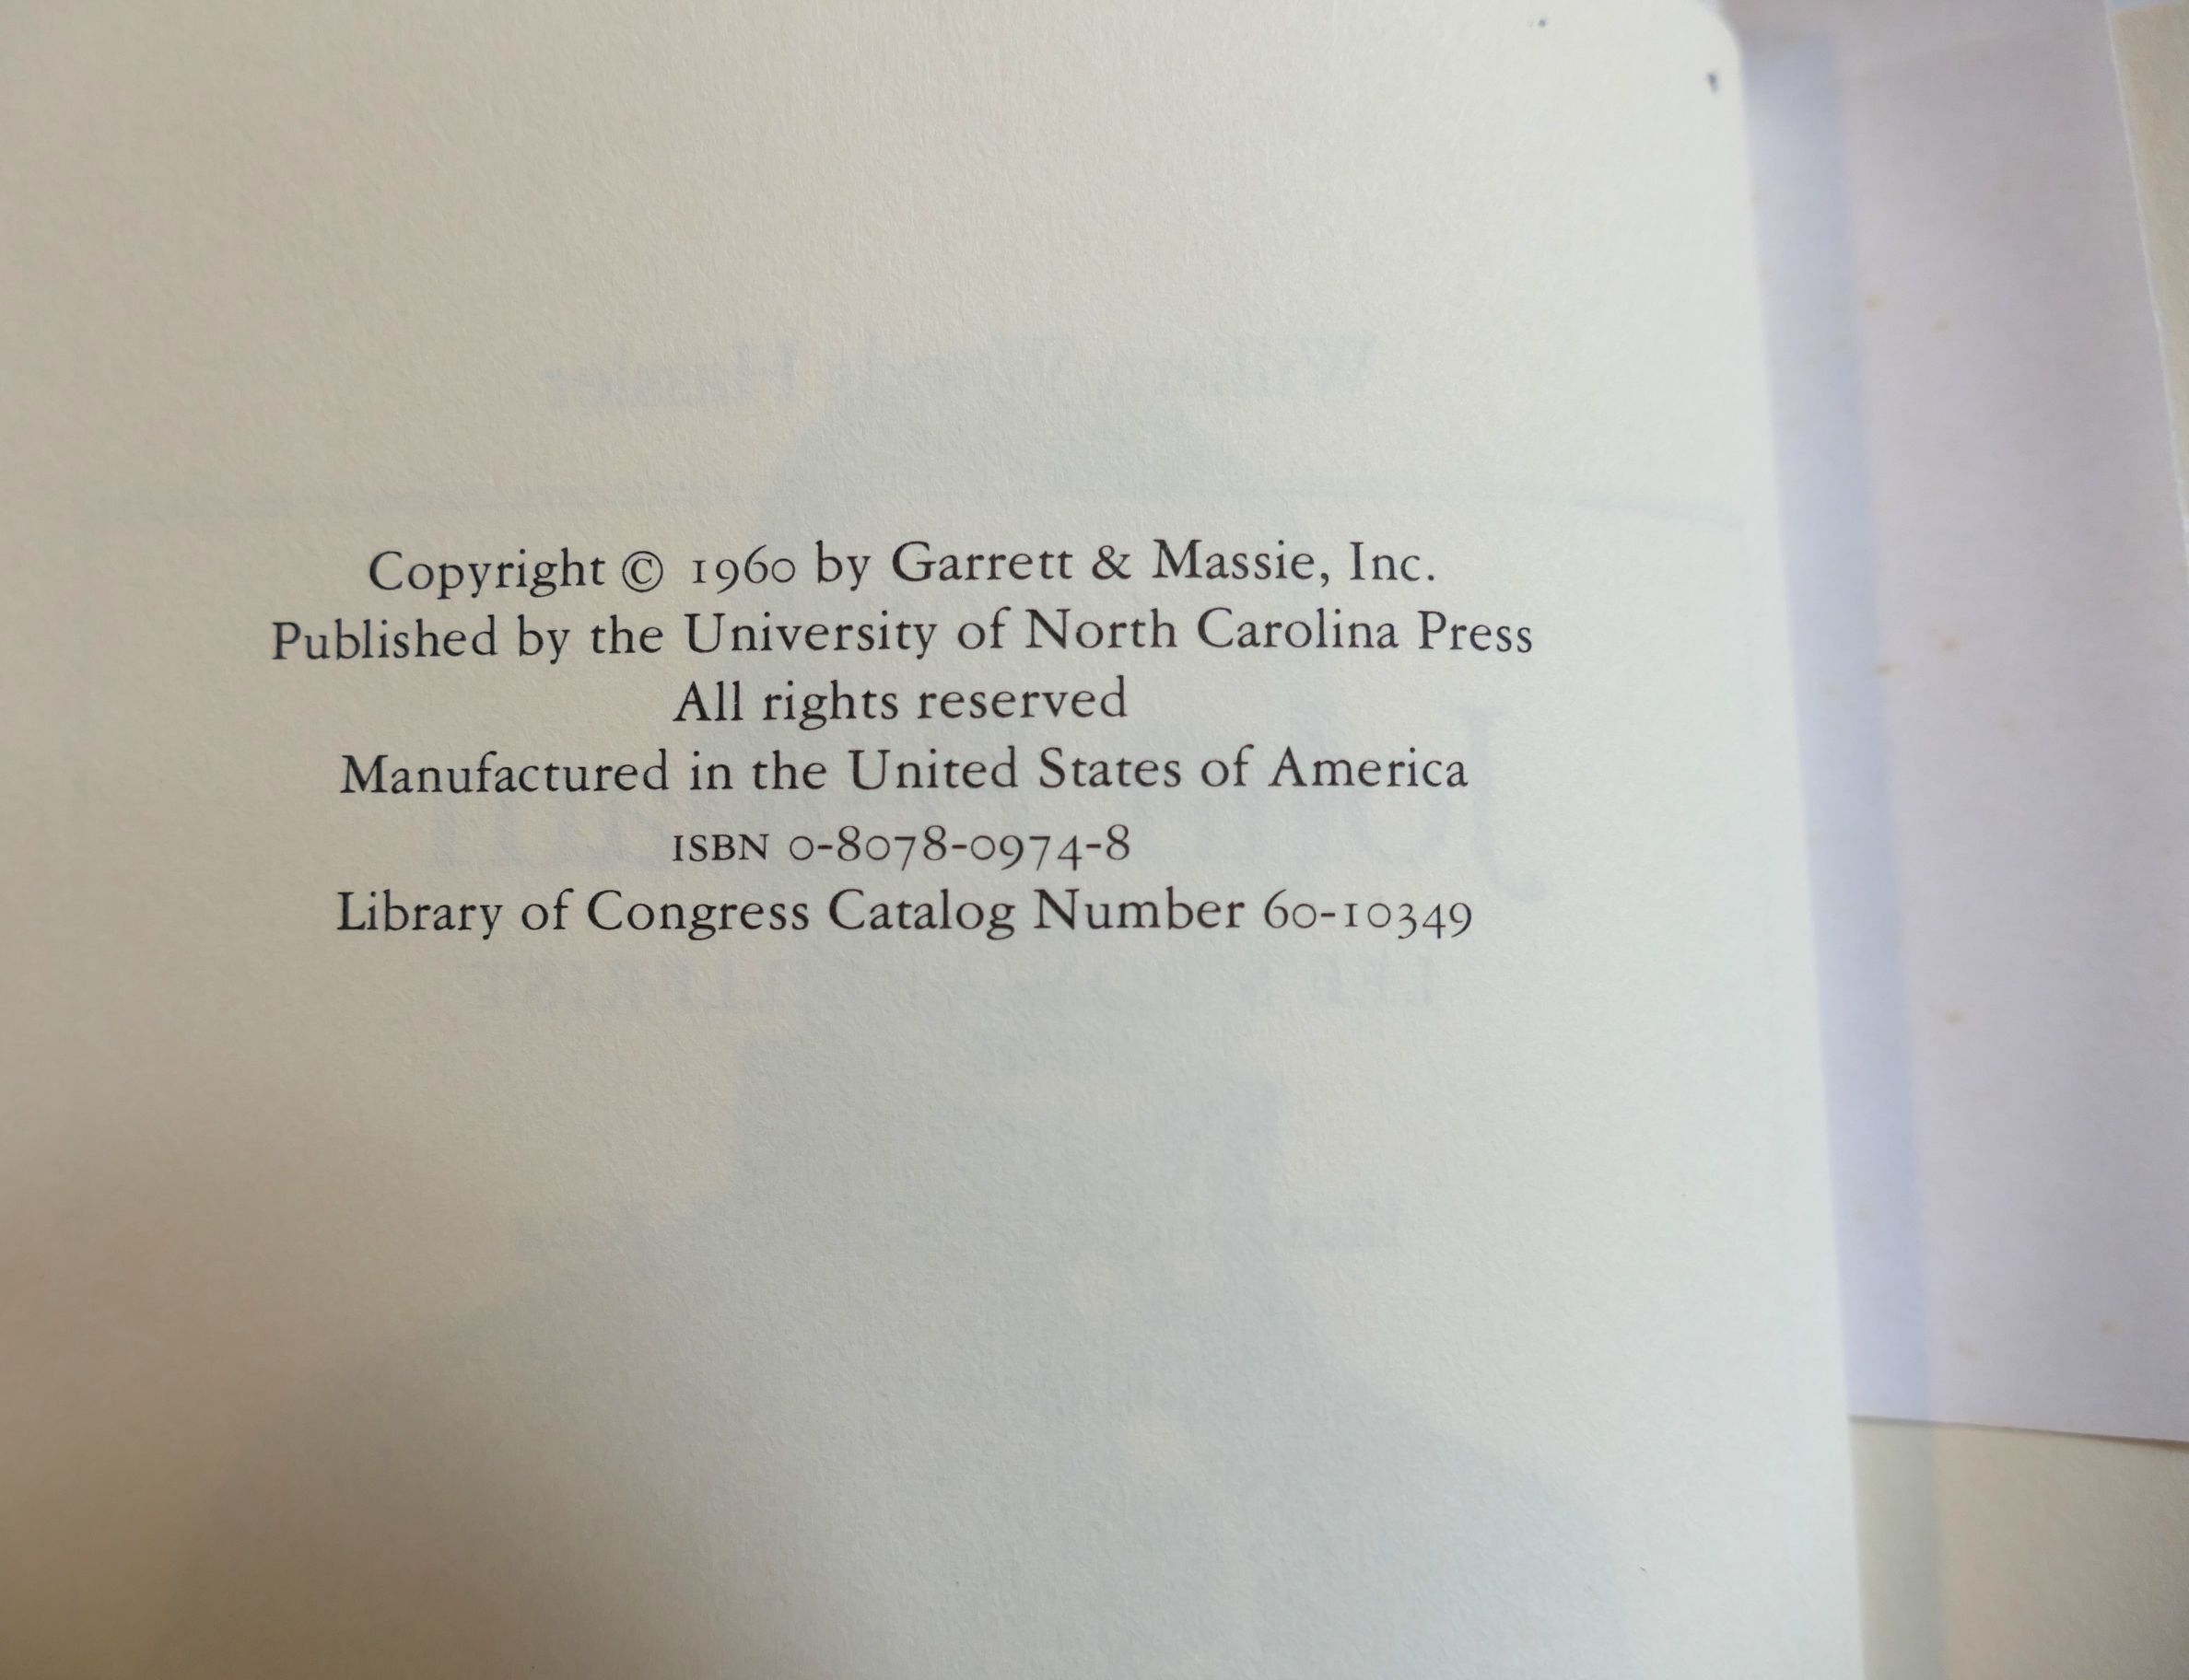 Copyright © 1960 by Garrett & Massie, Inc.
Published by the University of North Carolina Press
All rights reserved
Manufactured in the United States of America
ISBN 0-8078-0974-8
Library of Congress Catalog Number 60-10349